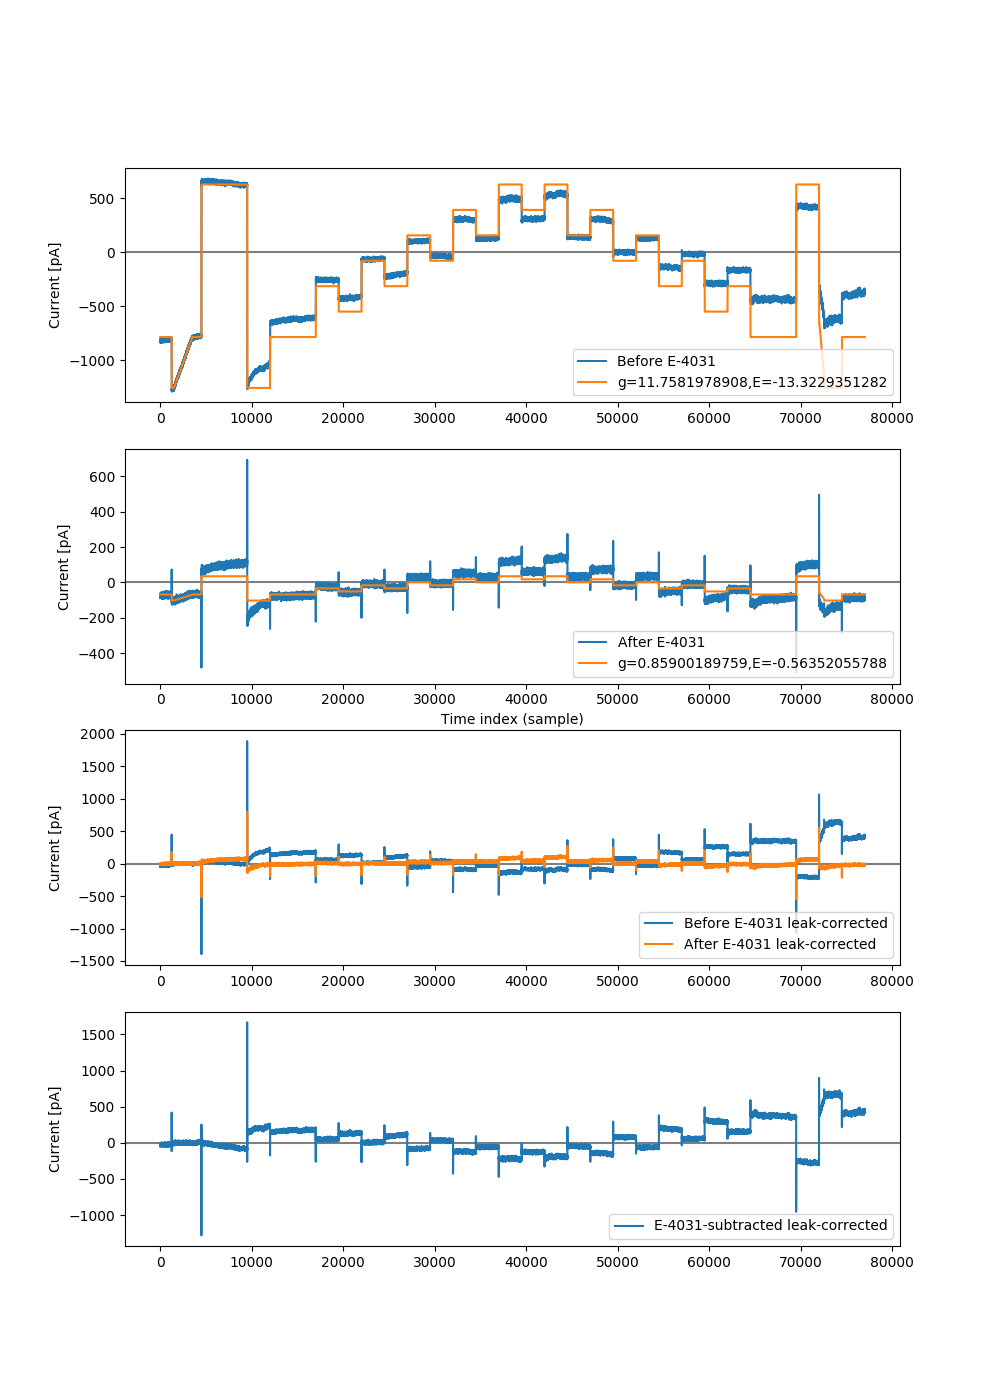 500
0
−500
−1000
Current [pA]
Before E-4031
g=11.7581978908,E=-13.3229351282
0 10000 20000 30000 40000 50000 60000 70000 80000
600
400
200
0
−200
−400
Current [pA]
After E-4031
g=0.85900189759,E=-0.56352055788
0 10000 20000 30000 40000 50000 60000 70000 80000
Time index (sample)
2000
1500
1000
500
0
−500
−1000
−1500
Current [pA]
Before E-4031 leak-corrected
After E-4031 leak-corrected
0 10000 20000 30000 40000 50000 60000 70000 80000
1500
1000
500
0
−500
−1000
Current [pA]
E-4031-subtracted leak-corrected
0 10000 20000 30000 40000 50000 60000 70000 80000